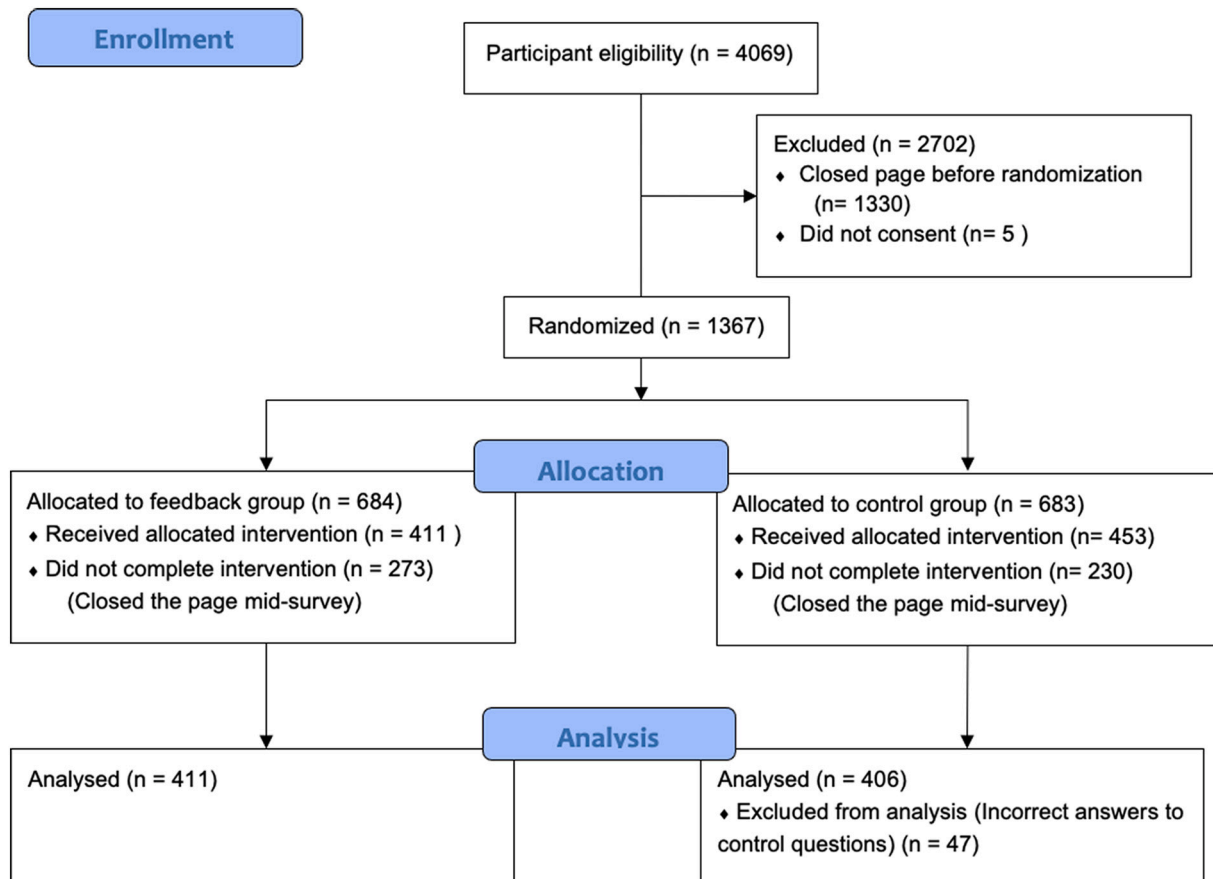 Enrollment
Participant eligibility (n = 4069)
Excluded (n = 2702)
♦ Closed page before randomization
(n= 1330)
♦ Did not consent (n= 5 )
Randomized (n = 1367)
Allocation
Allocated to feedback group (n = 684)
♦ Received allocated intervention (n = 411 )
♦ Did not complete intervention (n = 273)
(Closed the page mid-survey)
Allocated to control group (n = 683)
♦ Received allocated intervention (n= 453)
♦ Did not complete intervention (n= 230)
(Closed the page mid-survey)
Analysis
Analysed (n = 411)
Analysed (n = 406)
♦ Excluded from analysis (Incorrect answers to
control questions) (n = 47)